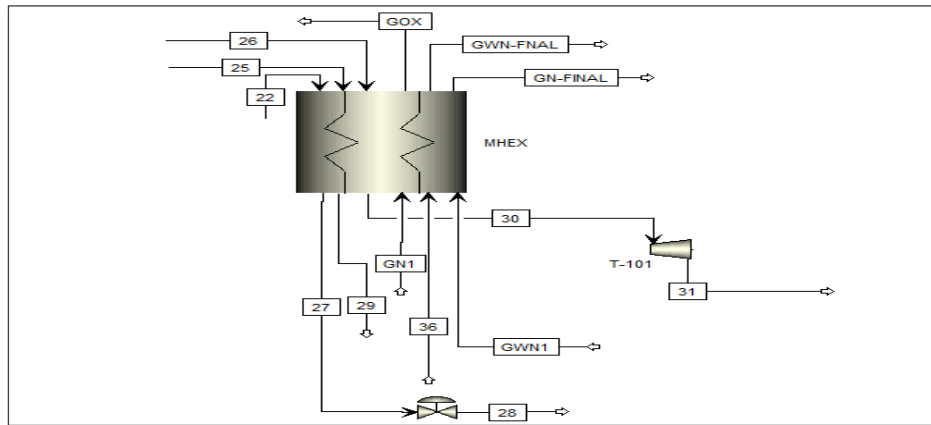 GOX
26
GWN-FNAL
25
GN-FINAL
22
MHEX
30
GN1
T-101
31
27
29
36
GWN1
28